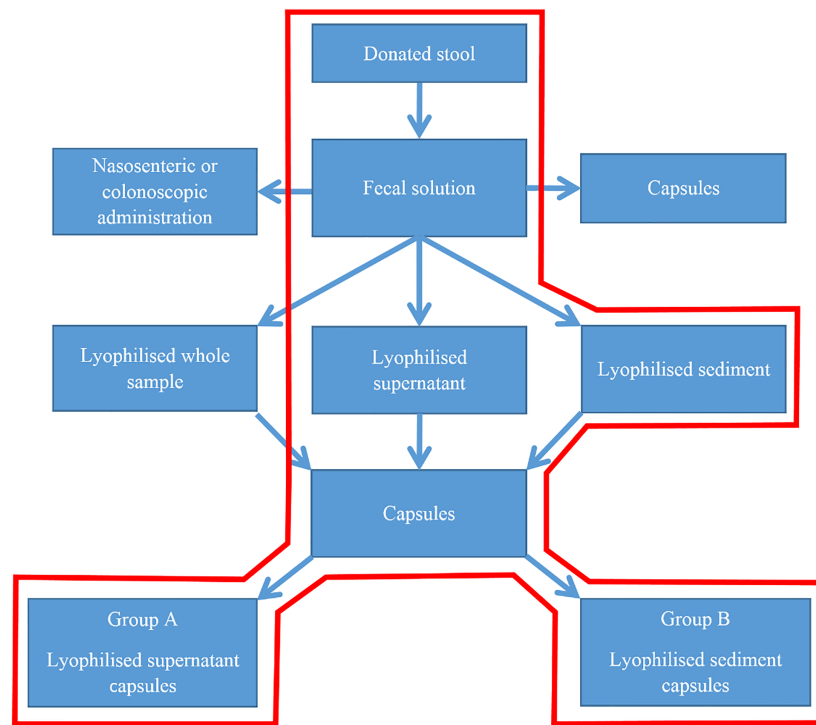 Donated stool
Nasosenteric or
colonoscopic
administration
Fecal solution
Capsules
Lyophilised whole
sample
Lyophilised
supernatant
Lyophilised sediment
Capsules
Group A
Lyophilised supernatant
capsules
Group B
Lyophilised sediment
capsules